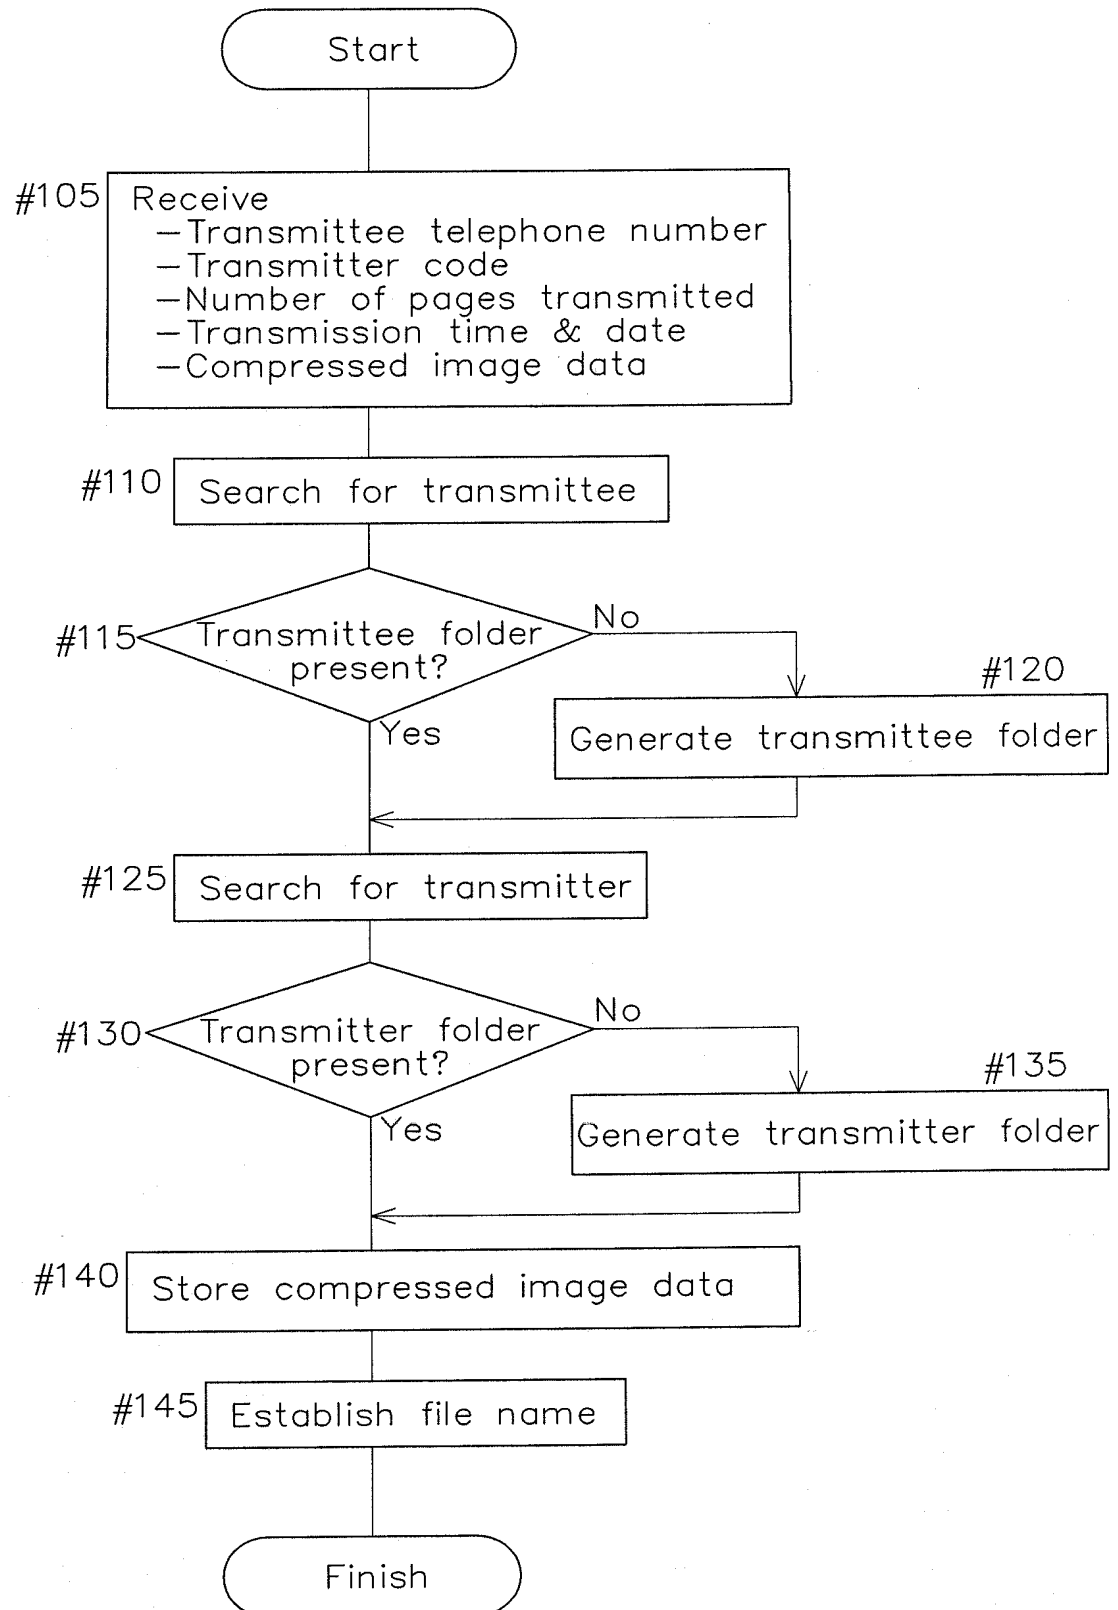 Start
#105
Receive
–Transmittee telephone number
–Transmitter code
–Number of pages transmitted
–Transmission time & date
–Compressed image data
#110
Search for transmittee
#115
Transmittee folder
present?
No
Yes
#120
Generate transmittee folder
#125
Search for transmitter
#130
Transmitter folder
present?
No
Yes
#135
Generate transmitter folder
#140
Store compressed image data
#145
Establish file name
Finish